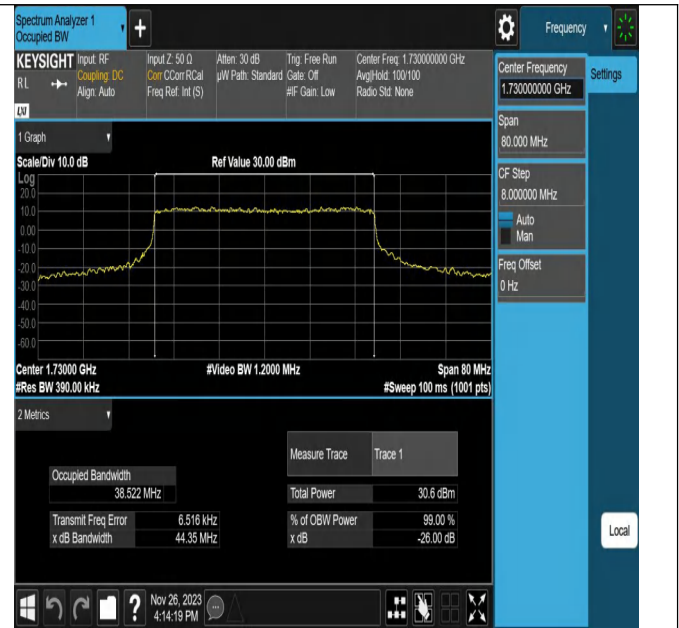 Spectrum Analyzer 1
Occupied BW
+
Frequency
KEYSIGHT
RL
LXI
Input: RF
Coupling: DC
Align: Auto
Input Z: 50 Ω
Corr CCorr RCal
Freq Ref: Int (S)
Atten: 30 dB
µW Path: Standard
Trig: Free Run
Gate: Off
#IF Gain: Low
Center Freq: 1.730000000 GHz
Avg|Hold: 100/100
Radio Std: None
Center Frequency
1.730000000 GHz
Settings
Span
80.000 MHz
CF Step
8.000000 MHz
Auto
Man
Freq Offset
0 Hz
Local
1 Graph
Scale/Div 10.0 dB
Ref Value 30.00 dBm
Log
20.0
10.0
0.00
-10.0
-20.0
-30.0
-40.0
-50.0
-60.0
Center 1.73000 GHz
#Video BW 1.2000 MHz
Span 80 MHz
#Res BW 390.00 kHz
#Sweep 100 ms (1001 pts)
2 Metrics
Measure Trace Trace 1
Occupied Bandwidth
38.522 MHz
Total Power 30.6 dBm
Transmit Freq Error 6.516 kHz
% of OBW Power 99.00 %
x dB Bandwidth 44.35 MHz
x dB -26.00 dB
?
Nov 26, 2023
4:14:19 PM